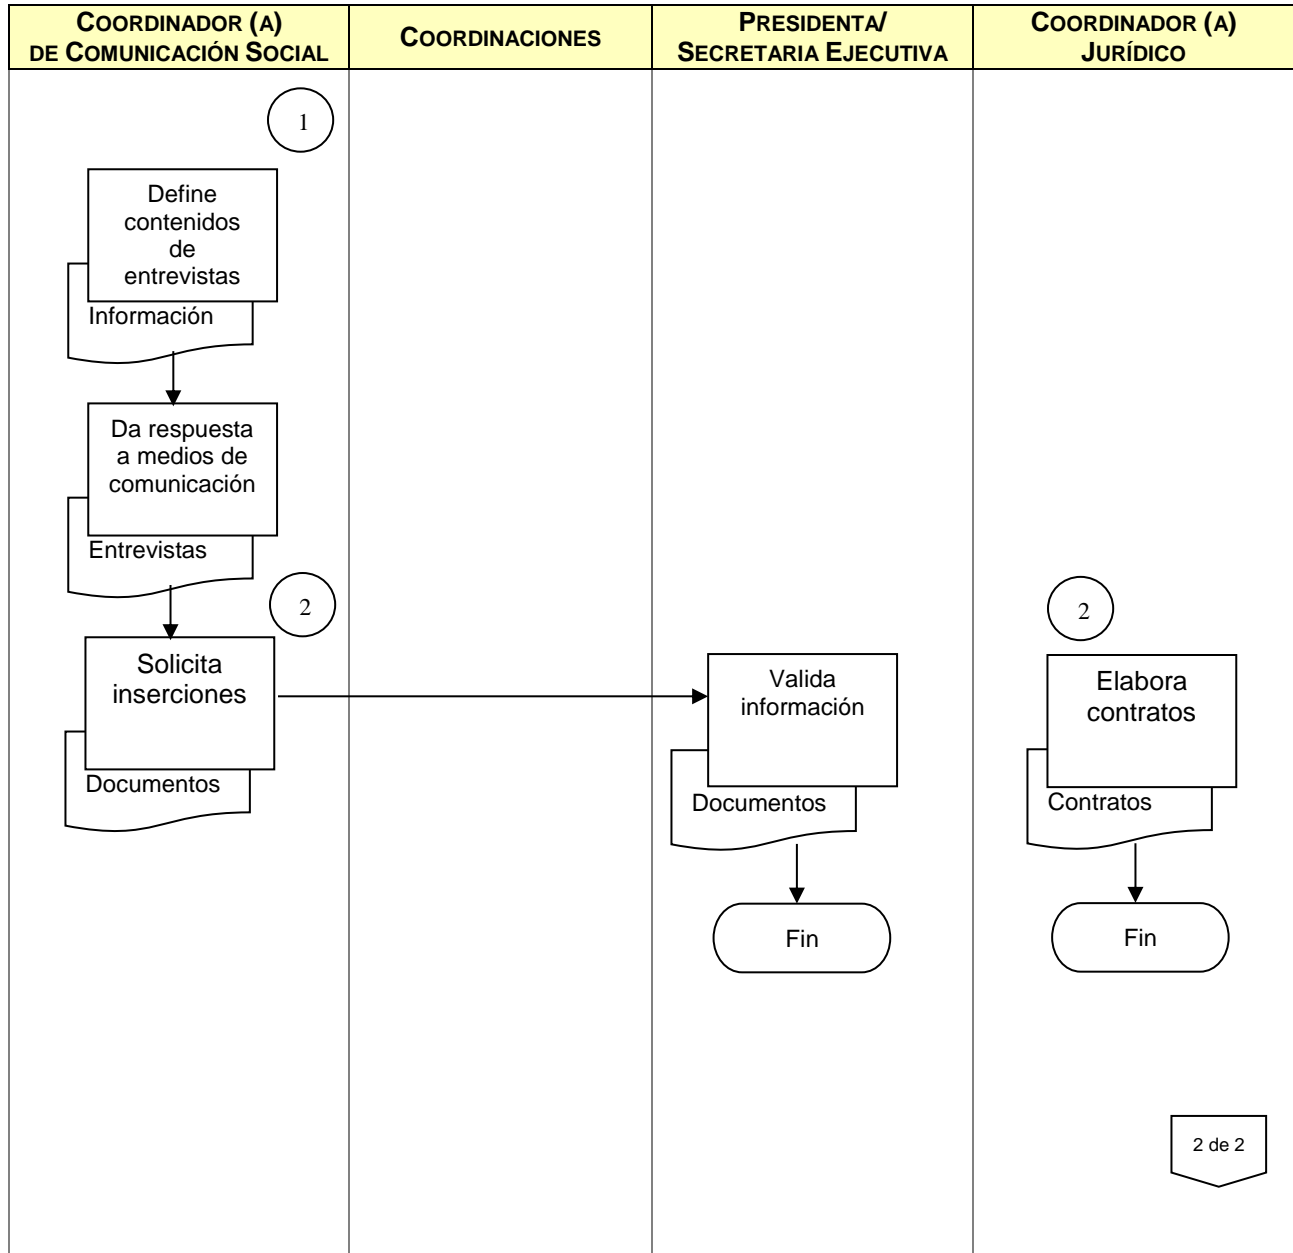 COORDINADOR (A)
DE COMUNICACIÓN SOCIAL
COORDINACIONES
PRESIDENTA/
SECRETARIA EJECUTIVA
COORDINADOR (A)
JURÍDICO
1
Define
contenidos
de
entrevistas
Información
Da respuesta
a medios de
comunicación
Entrevistas
2
Solicita
inserciones
Documentos
Valida
información
Documentos
Fin
2
Elabora
contratos
Contratos
Fin
2 de 2